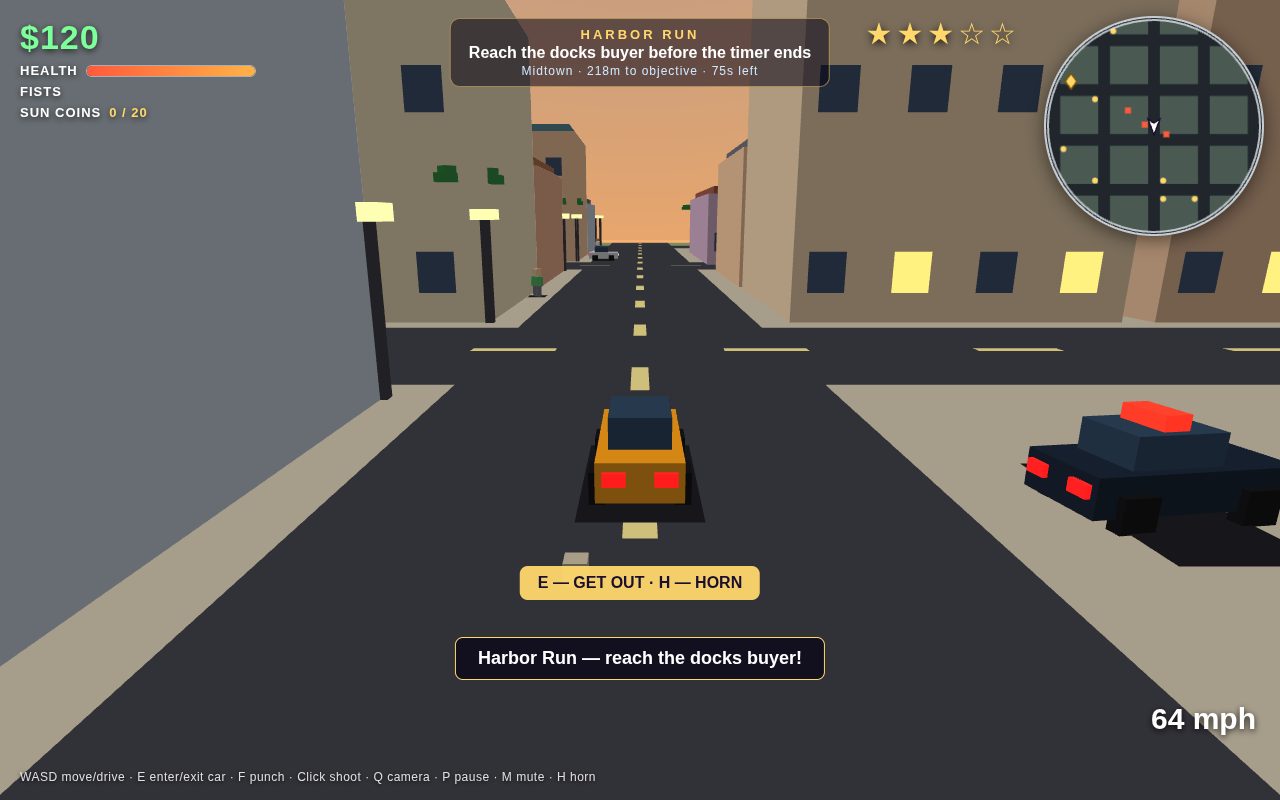 $120
HEALTH
FISTS
SUN COINS 0 / 20
HARBOR RUN
Reach the docks buyer before the timer ends
Midtown · 218m to objective · 75s left
★★★☆☆
E — GET OUT · H — HORN
Harbor Run — reach the docks buyer!
64 mph
WASD move/drive · E enter/exit car · F punch · Click shoot · Q camera · P pause · M mute · H horn